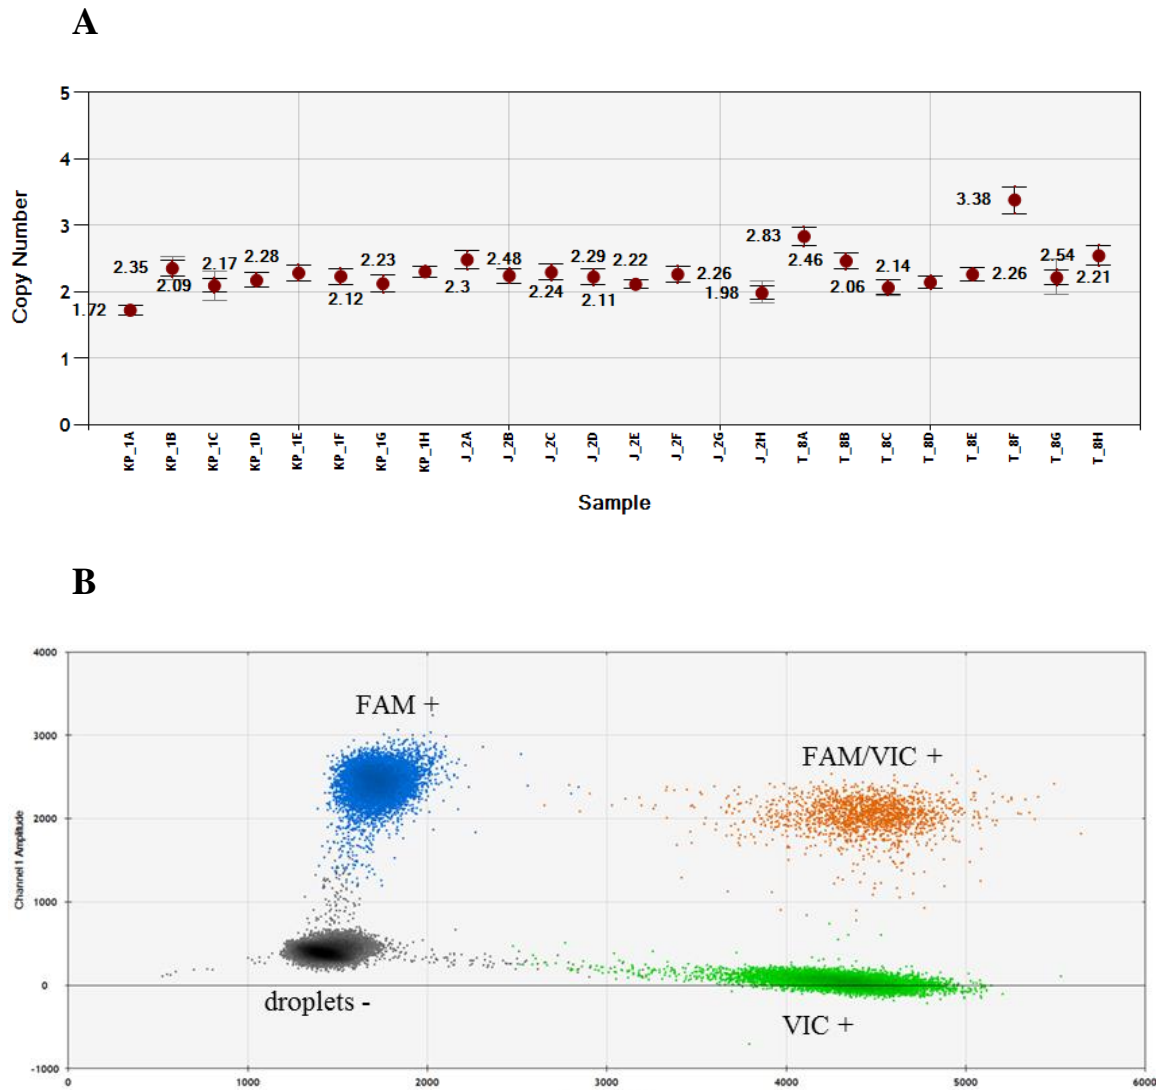 A
5
4
3
2
1
0
Copy Number
1.72
2.35
2.09
2.17
2.28
2.12
2.23
2.3
2.48
2.24
2.29
2.11
2.22
2.26
1.98
2.83
2.46
2.06
2.14
2.26
3.38
2.54
2.21
KP_1A
KP_1B
KP_1C
KP_1D
KP_1E
KP_1F
KP_1G
KP_1H
J_2A
J_2B
J_2C
J_2D
J_2E
J_2F
J_2G
J_2H
T_8A
T_8B
T_8C
T_8D
T_8E
T_8F
T_8G
T_8H
Sample
B
4000
3000
2000
1000
0
-1000
Channel 1 Amplitude
FAM +
FAM/VIC +
droplets -
VIC +
0
1000
2000
3000
4000
5000
6000